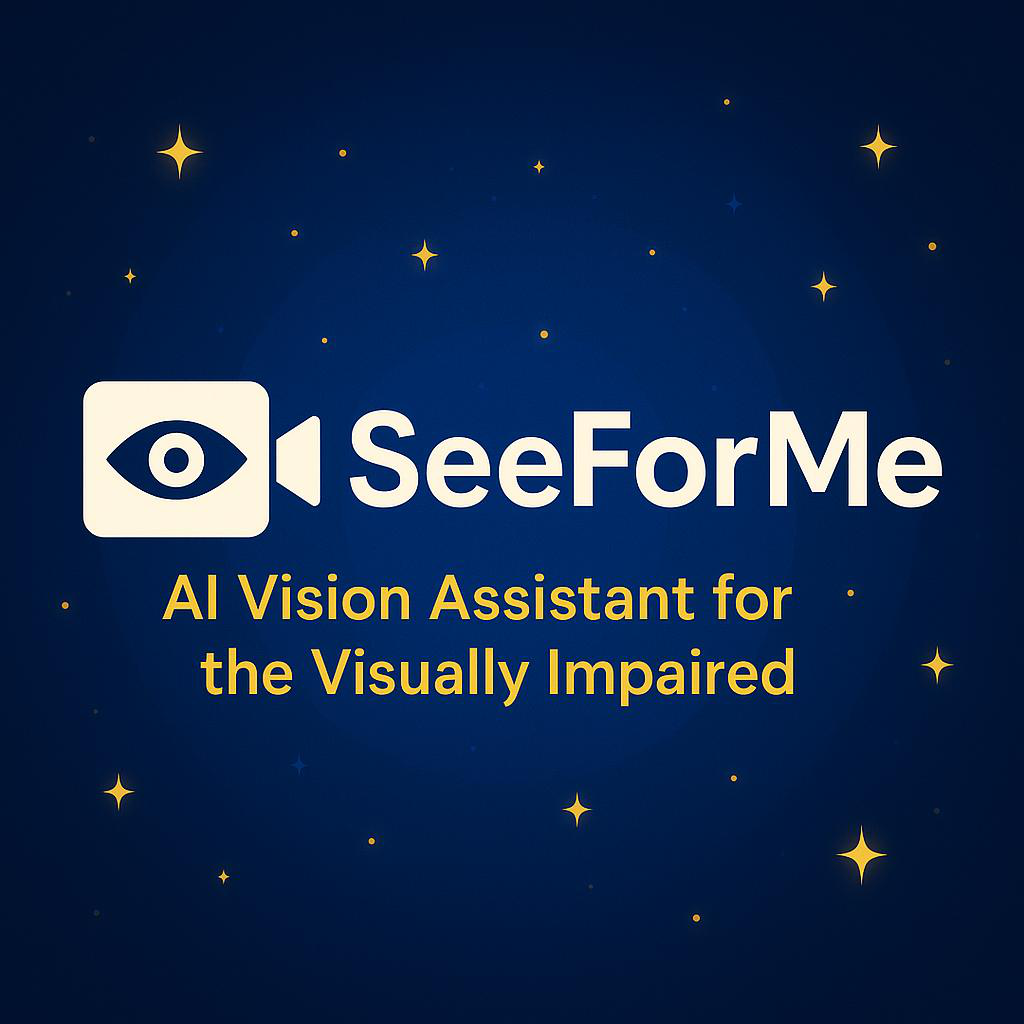 SeeForMe
AI Vision Assistant for
the Visually Impaired